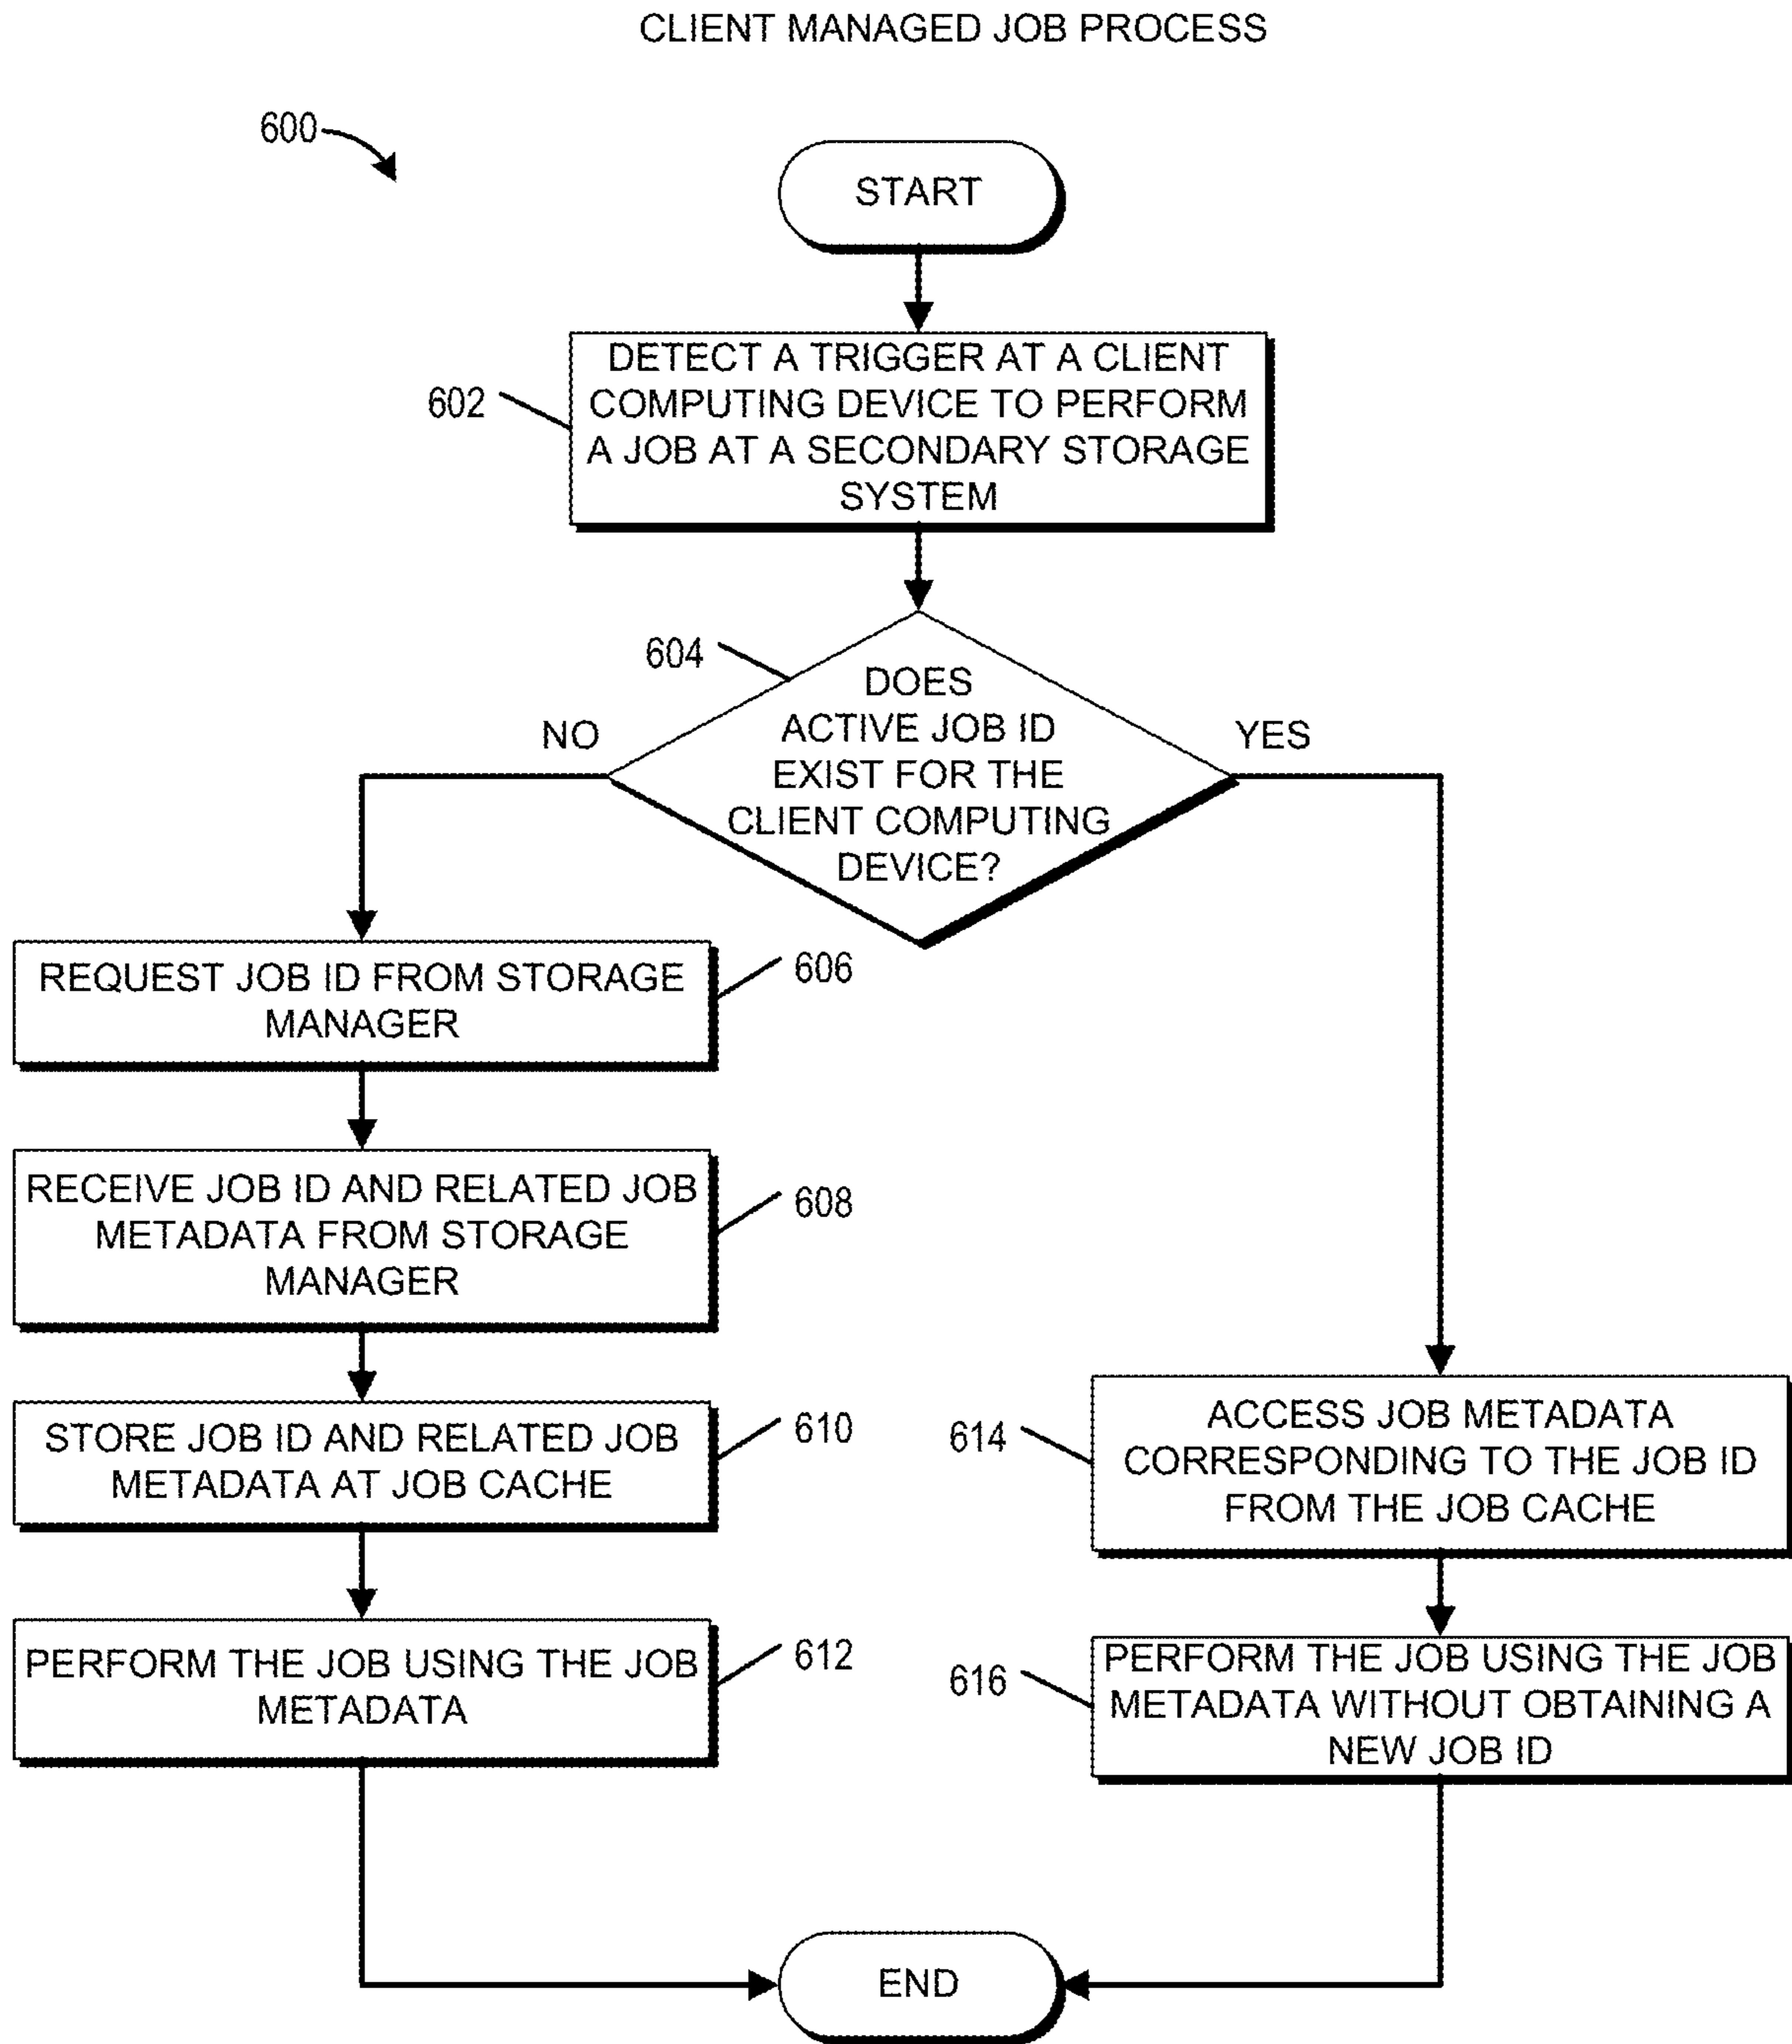 CLIENT MANAGED JOB PROCESS
600
START
602
DETECT A TRIGGER AT A CLIENT
COMPUTING DEVICE TO PERFORM
A JOB AT A SECONDARY STORAGE
SYSTEM
604
DOES
ACTIVE JOB ID
EXIST FOR THE
CLIENT COMPUTING
DEVICE?
NO
YES
REQUEST JOB ID FROM STORAGE
MANAGER
606
RECEIVE JOB ID AND RELATED JOB
METADATA FROM STORAGE
MANAGER
608
STORE JOB ID AND RELATED JOB
METADATA AT JOB CACHE
610
PERFORM THE JOB USING THE JOB
METADATA
612
614
ACCESS JOB METADATA
CORRESPONDING TO THE JOB ID
FROM THE JOB CACHE
616
PERFORM THE JOB USING THE JOB
METADATA WITHOUT OBTAINING A
NEW JOB ID
END